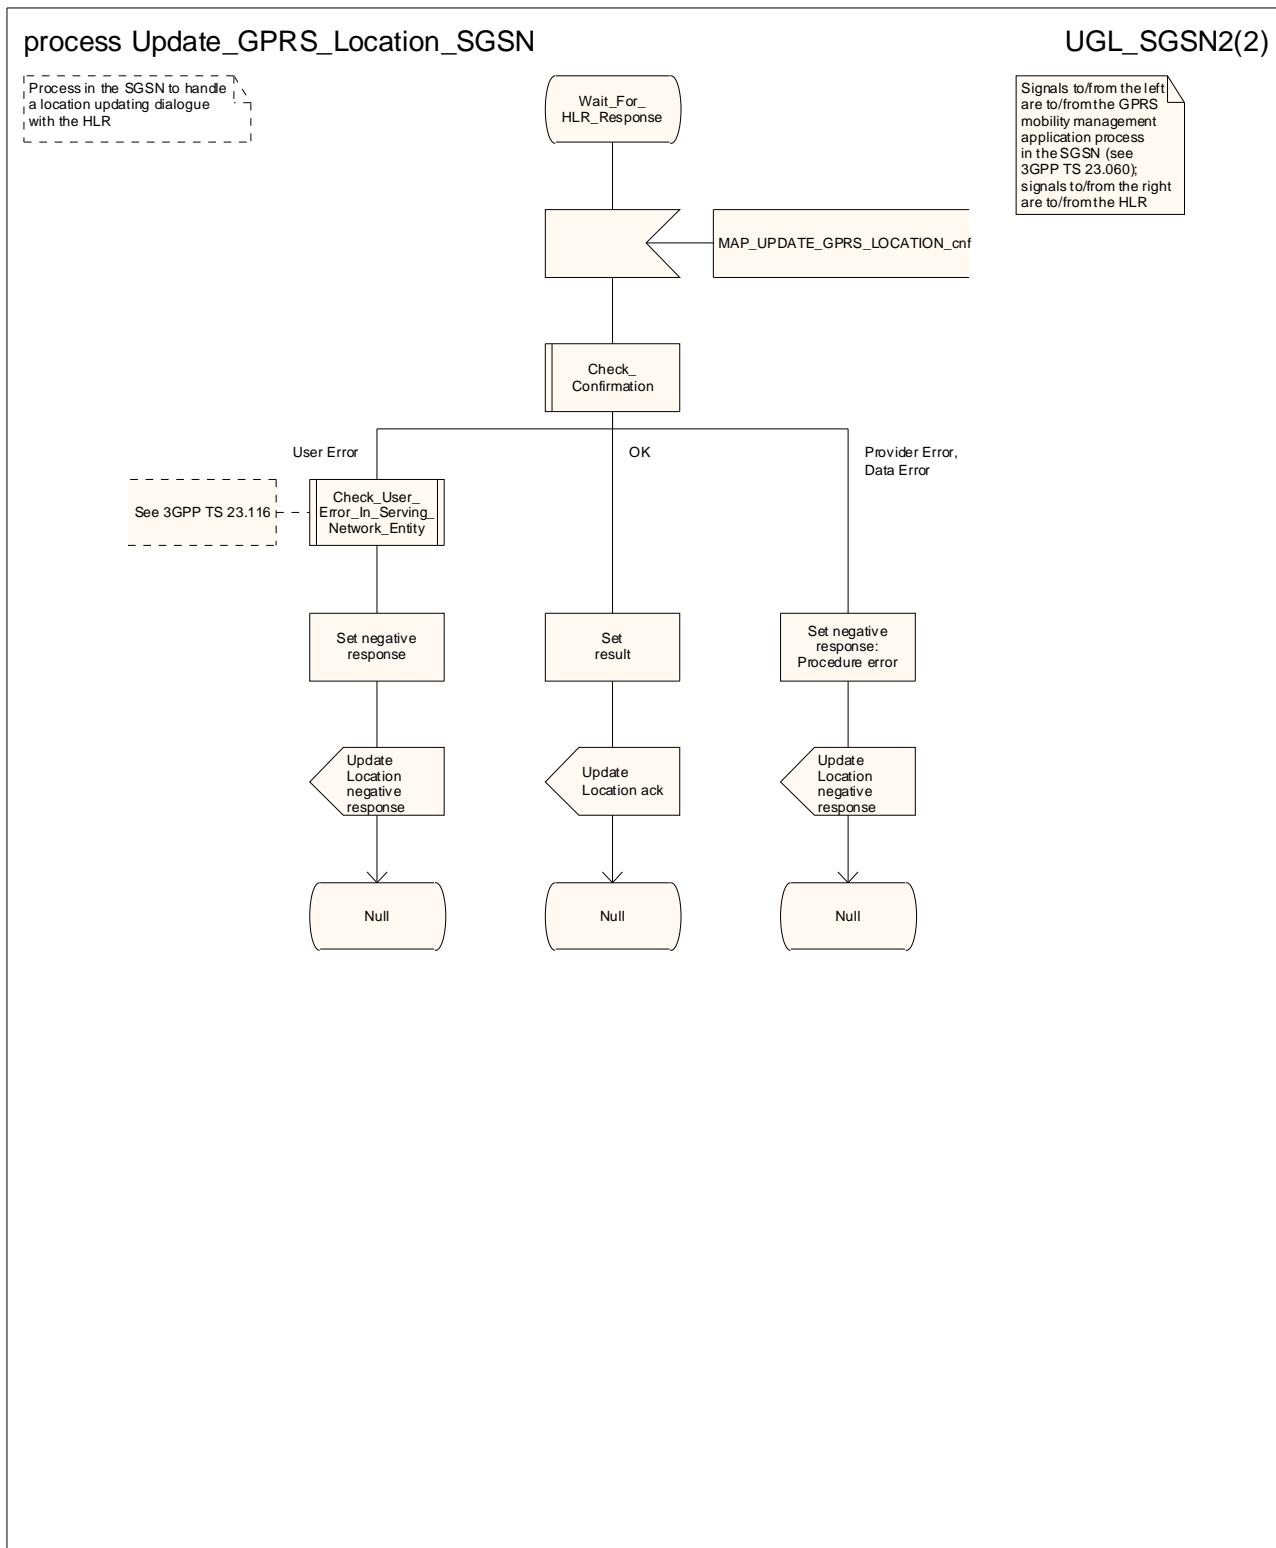 process Update_GPRS_Location_SGSN
UGL_SGSN2(2)
Process in the SGSN to handle
a location updating dialogue
with the HLR
Wait_For_
HLR_Response
Signals to/from the left
are to/from the GPRS
mobility management
application process
in the SGSN (see
3GPP TS 23.060);
signals to/from the right
are to/from the HLR
MAP_UPDATE_GPRS_LOCATION_cnf
Check_
Confirmation
User Error
OK
Provider Error,
Data Error
See 3GPP TS 23.116
Check_User_
Error_In_Serving_
Network_Entity
Set negative
response
Set
result
Set negative
response:
Procedure error
Update
Location
negative
response
Update
Location ack
Update
Location
negative
response
Null
Null
Null